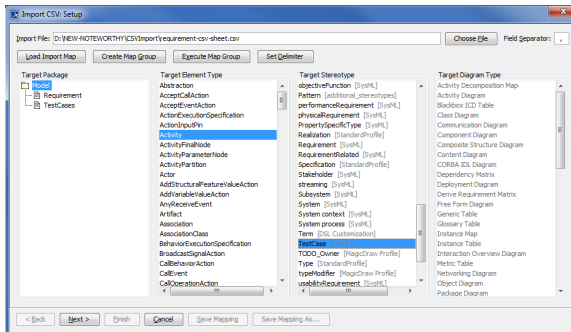 Import CSV: Setup
Import File: D:\NEW-NOTEWORTHY\CSVImport\requirement-csv-sheet.csv Choose File Field Separator: ,
Load Import Map Create Map Group Execute Map Group Set Delimiter
Target Package
Model
Requirement
TestCases
Target Element Type
Abstraction
AcceptCallAction
AcceptEventAction
ActionExecutionSpecification
ActionInputPin
Activity
ActivityFinalNode
ActivityParameterNode
ActivityPartition
Actor
AddStructuralFeatureValueAction
AddVariableValueAction
AnyReceiveEvent
Artifact
Association
AssociationClass
BehaviorExecutionSpecification
BroadcastSignalAction
CallBehaviorAction
CallEvent
CallOperationAction
Target Stereotype
objectiveFunction [SysML]
Pattern [additional_stereotypes]
performanceRequirement [SysML]
physicalRequirement [SysML]
PropertySpecificType [SysML]
Realization [StandardProfile]
Requirement [SysML]
RequirementRelated [SysML]
Specification [StandardProfile]
Stakeholder [SysML]
streaming [SysML]
Subsystem [SysML]
System [SysML]
System context [SysML]
System process [SysML]
Term [DSL Customization]
TestCase
TODO_Owner [MagicDraw Profile]
Type [StandardProfile]
typeModifier [MagicDraw Profile]
usabilityRequirement [SysML]
Target Diagram Type
Activity Decomposition Map
Activity Diagram
Blackbox ICD Table
Class Diagram
Communication Diagram
Component Diagram
Composite Structure Diagram
Content Diagram
CORBA IDL Diagram
Dependency Matrix
Deployment Diagram
Derive Requirement Matrix
Free Form Diagram
Generic Table
Glossary Table
Instance Map
Instance Table
Interaction Overview Diagram
Metric Table
Networking Diagram
Object Diagram
Package Diagram
< Back Next > Finish Cancel Save Mapping Save Mapping As...